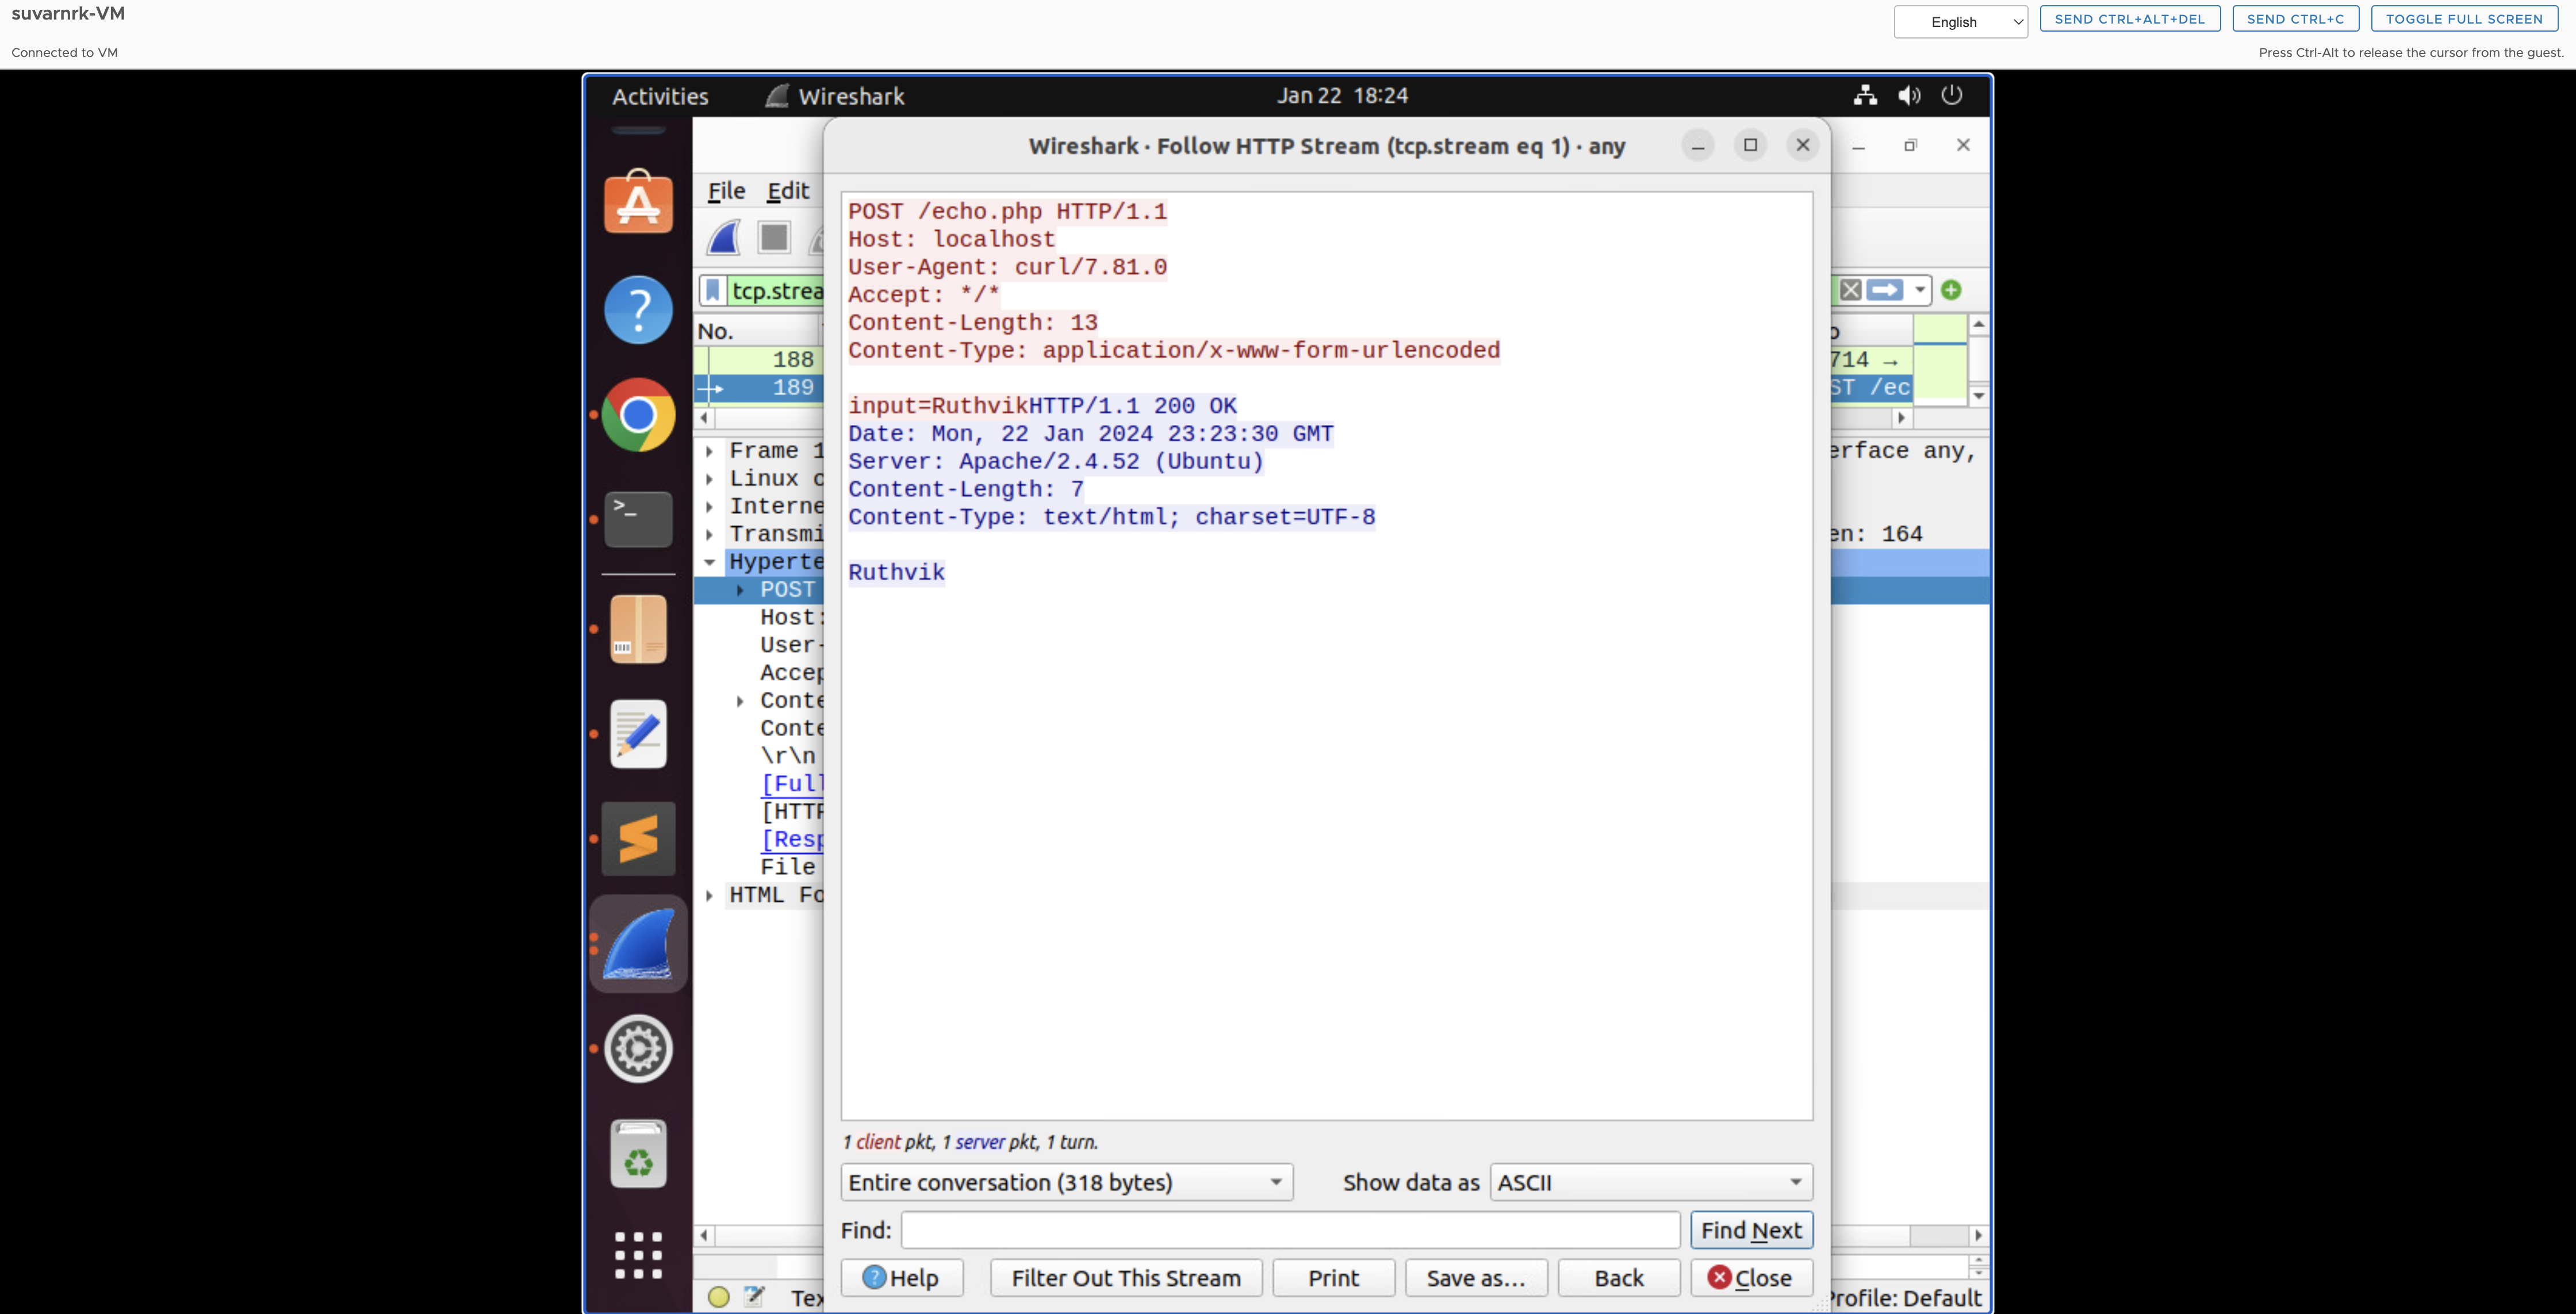 suvarnrk-VM
English
SEND CTRL+ALT+DEL
SEND CTRL+C
TOGGLE FULL SCREEN
Connected to VM
Press Ctrl-Alt to release the cursor from the guest.
Activities
Wireshark
Jan 22 18:24
Wireshark · Follow HTTP Stream (tcp.stream eq 1) · any
File Edit
tcp.strea
No.
188
714 →
189
ST /ec
Frame 1
erface any,
Linux c
Interne
Transmi
en: 164
Hyperte
POST
Host:
User-
Accep
Conte
Conte
\r\n
[Full
[HTTP
[Resp
File
HTML Fo
POST /echo.php HTTP/1.1
Host: localhost
User-Agent: curl/7.81.0
Accept: */*
Content-Length: 13
Content-Type: application/x-www-form-urlencoded
input=RuthvikHTTP/1.1 200 OK
Date: Mon, 22 Jan 2024 23:23:30 GMT
Server: Apache/2.4.52 (Ubuntu)
Content-Length: 7
Content-Type: text/html; charset=UTF-8
Ruthvik
1 client pkt, 1 server pkt, 1 turn.
Entire conversation (318 bytes)
Show data as ASCII
Find:
Find Next
Help
Filter Out This Stream
Print
Save as…
Back
Close
Tex
Profile: Default